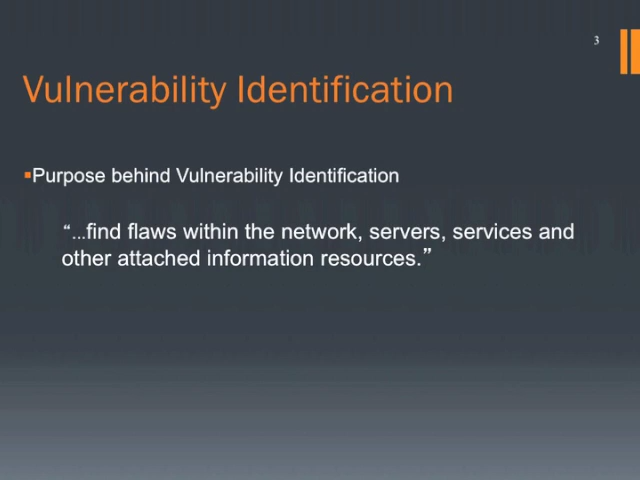 3
Vulnerability Identification
▪Purpose behind Vulnerability Identification
“...find flaws within the network, servers, services and
other attached information resources.”